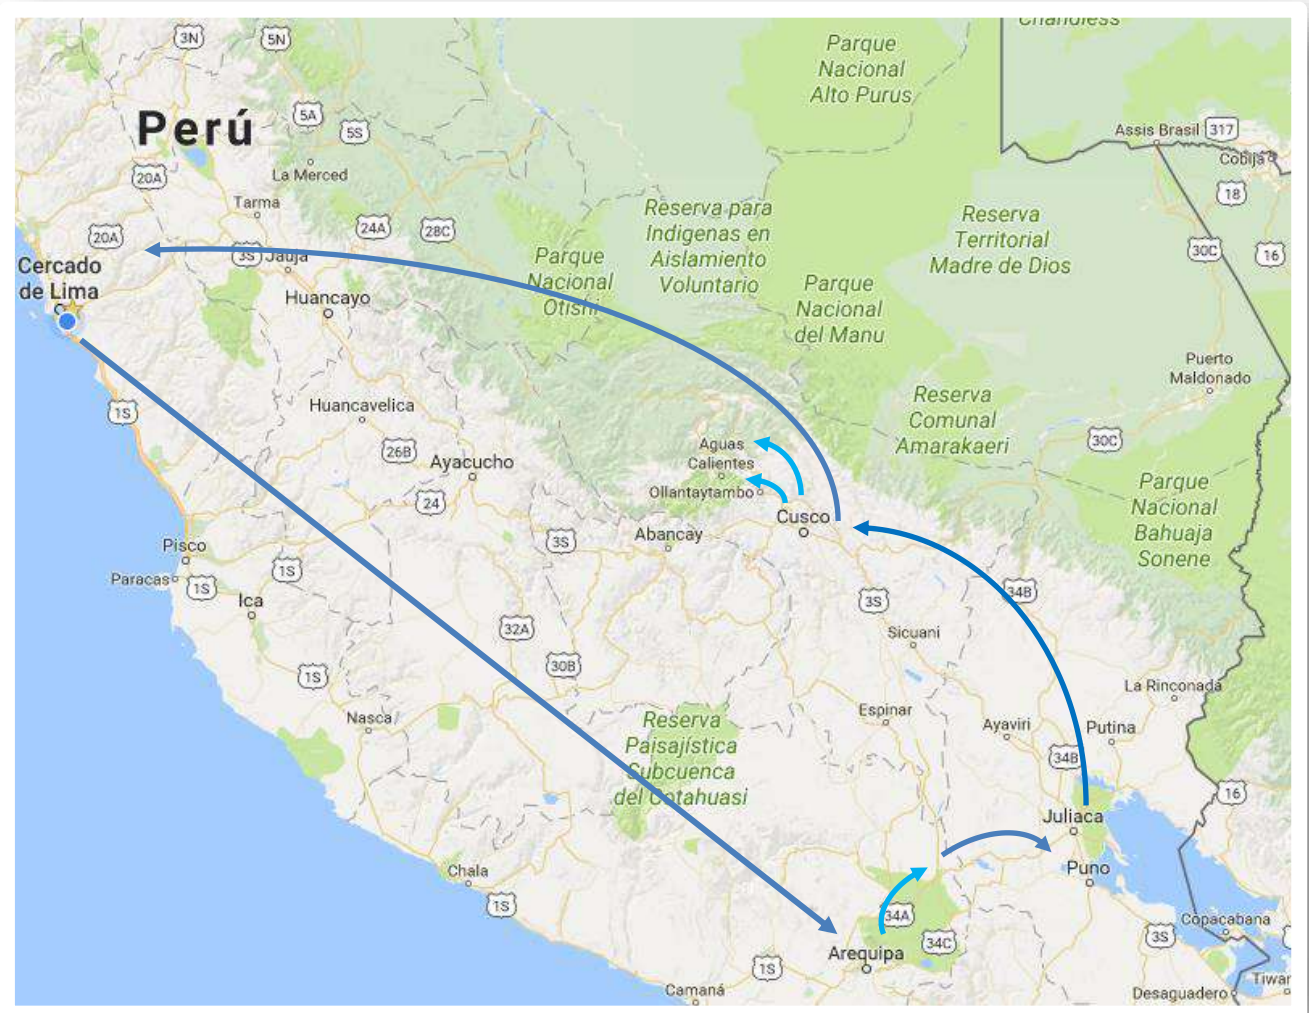 Chandless
3N
5N
Parque
Nacional
Alto Purus
Perú
5A
5S
Assis Brasil
317
Cobija
La Merced
20A
18
Tarma
24A
28C
Reserva para
Indigenas en
Aislamiento
Voluntario
Reserva
Territorial
Madre de Dios
20A
3S
Jauja
30C
16
Cercado
de Lima
Parque
Nacional
Otishi
Parque
Nacional
del Manu
Huancayo
Puerto
Maldonado
1S
Huancavelica
Reserva
Comunal
Amarakaeri
30C
26B
Ayacucho
Aguas
Calientes
Ollantaytambo
24
Parque
Nacional
Bahuaja
Sonene
Cusco
Pisco
3S
Abancay
Paracas
1S
1S
Ica
3S
34B
32A
Sicuani
30B
1S
La Rinconada
Nasca
Reserva
Paisajística
Subcuenca
del Cotahuasi
Espinar
Ayaviri
Putina
34B
16
Juliaca
Chala
Puno
1S
34A
34C
Copacabana
3S
Arequipa
1S
Camaná
Desaguadero
Tiwar